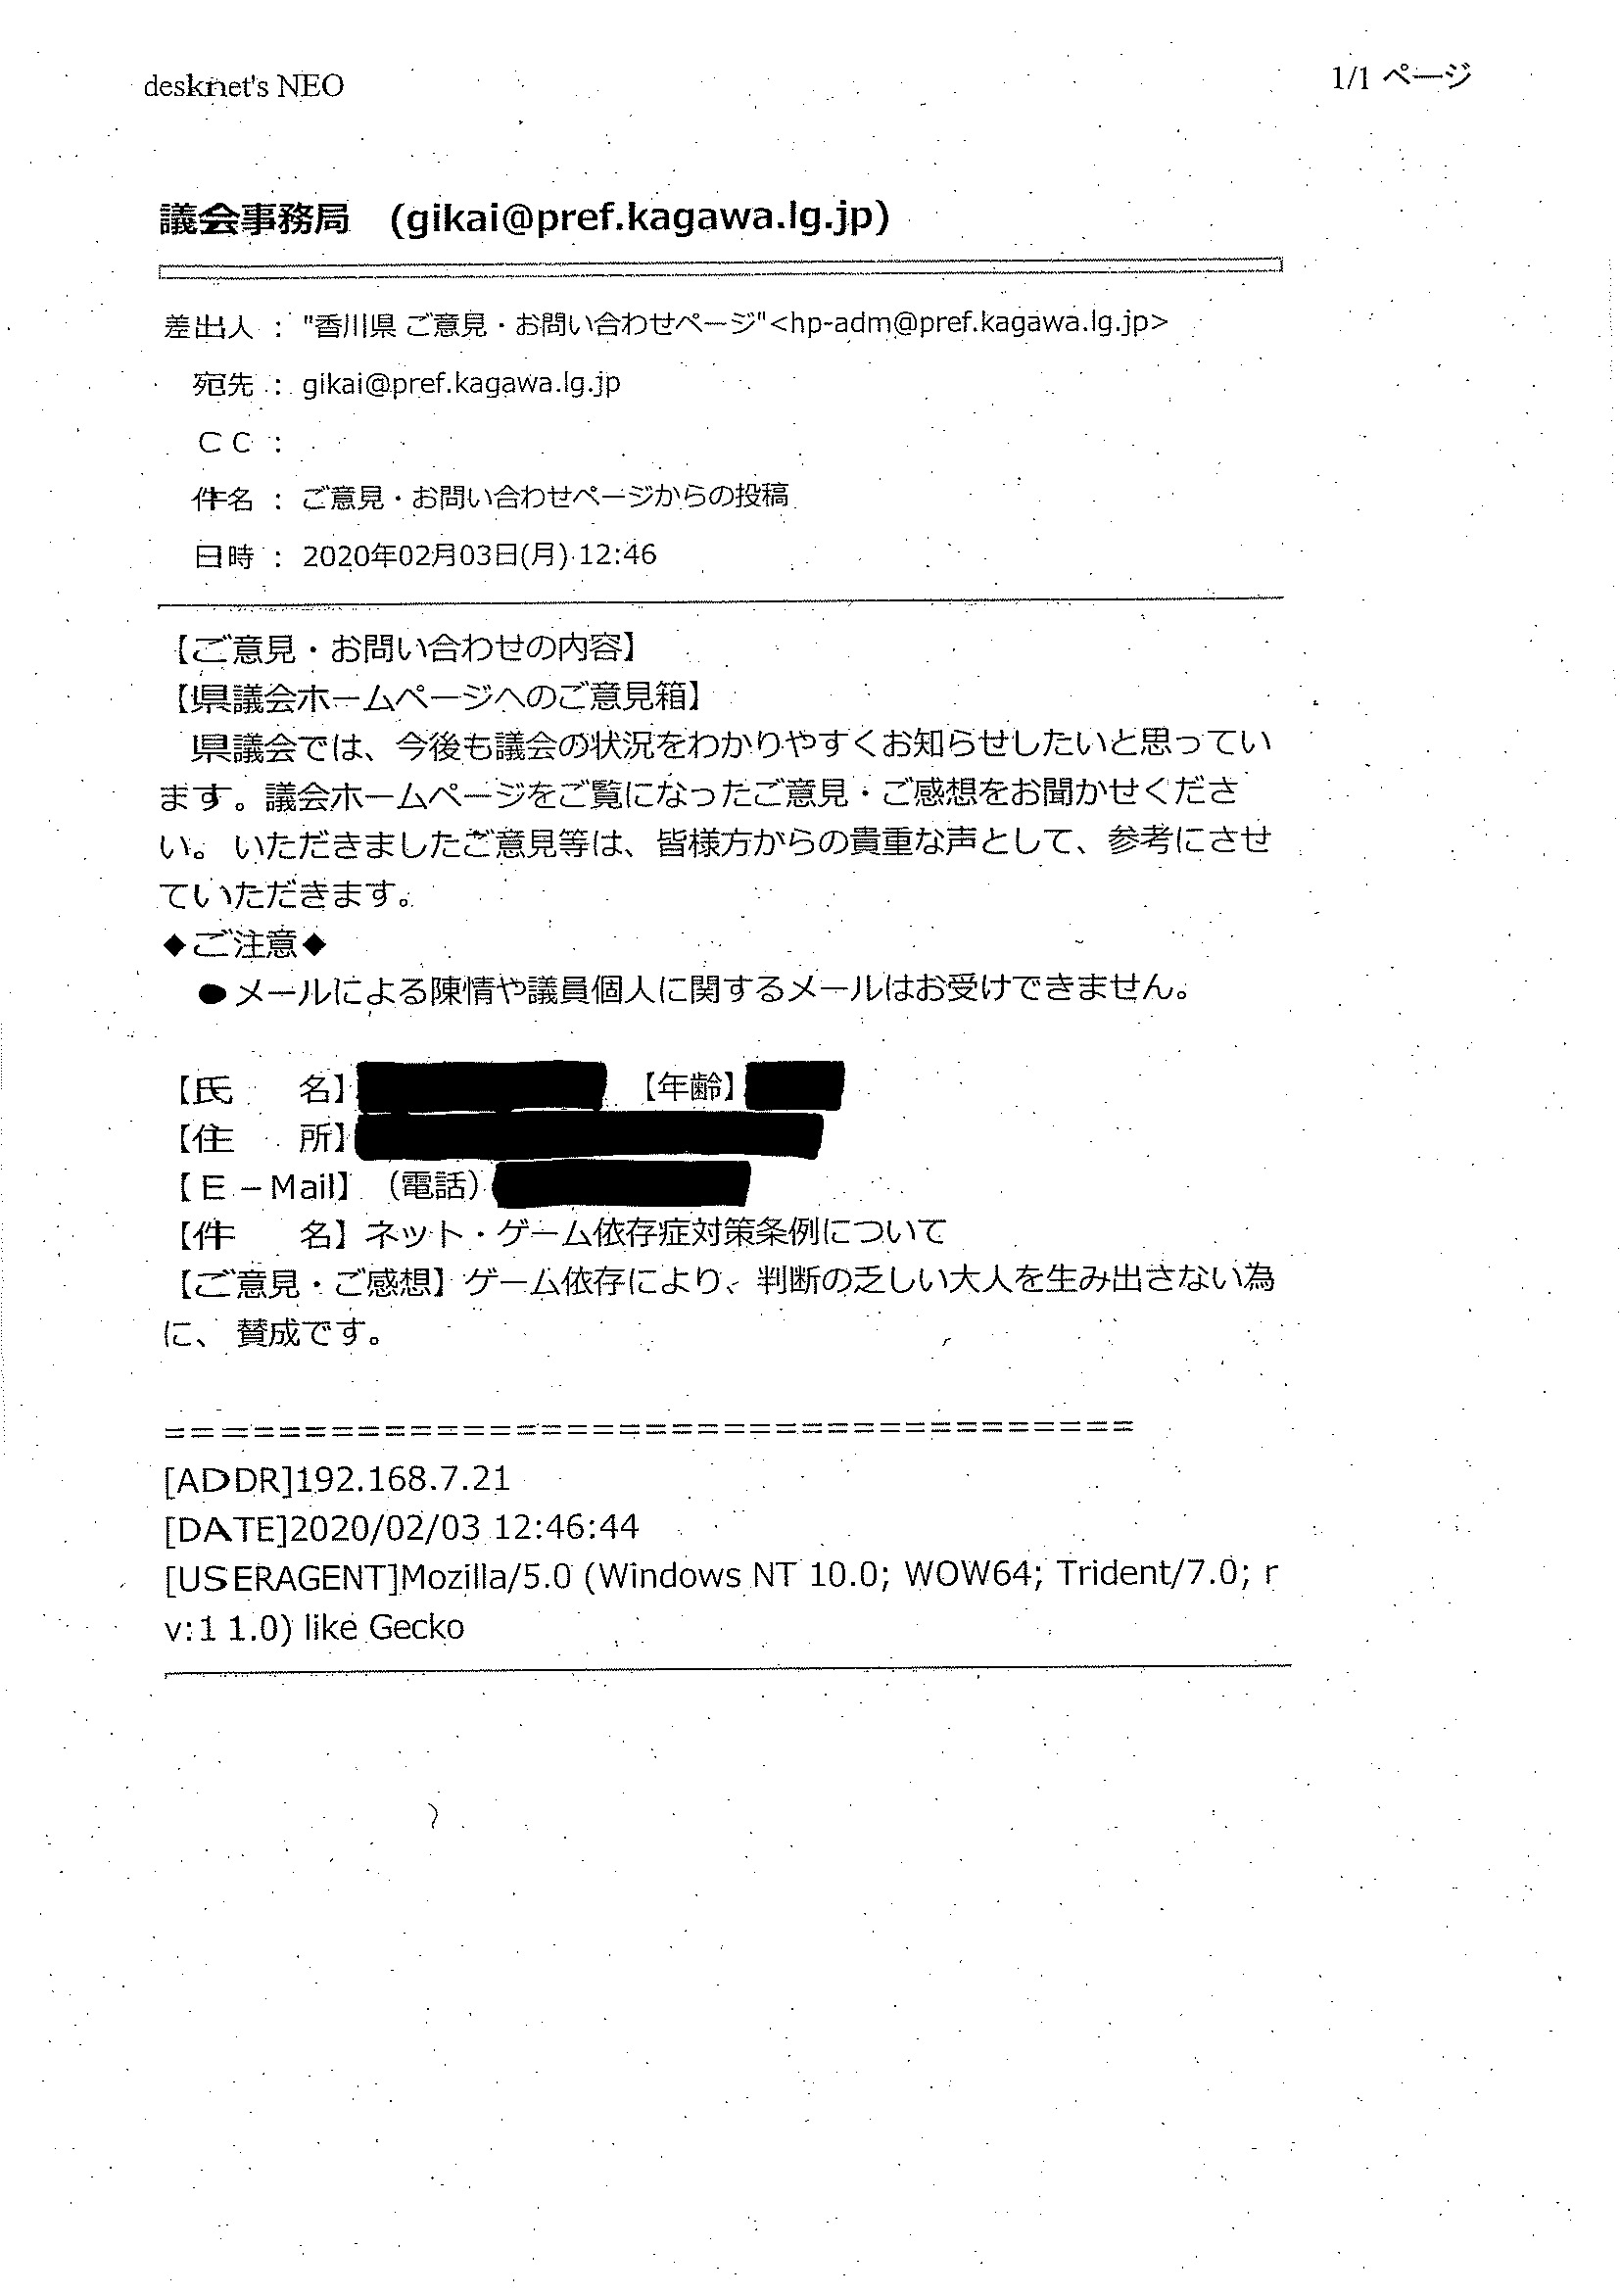 desknet's NEO
1/1 ページ
議会事務局　(gikai@pref.kagawa.lg.jp)
差出人 : "香川県 ご意見・お問い合わせページ"<hp-adm@pref.kagawa.lg.jp>
宛先 : gikai@pref.kagawa.lg.jp
ＣＣ :
件名 : ご意見・お問い合わせページからの投稿
日時 : 2020年02月03日(月) 12:46
【ご意見・お問い合わせの内容】
【県議会ホームページへのご意見箱】
　県議会では、今後も議会の状況をわかりやすくお知らせしたいと思ってい
ます。議会ホームページをご覧になったご意見・ご感想をお聞かせくださ
い。いただきましたご意見等は、皆様方からの貴重な声として、参考にさせ
ていただきます。
◆ご注意◆
　●メールによる陳情や議員個人に関するメールはお受けできません。
【氏　　名】　【年齢】
【住　　所】
【Ｅ－Mail】（電話）
【件　　名】ネット・ゲーム依存症対策条例について
【ご意見・ご感想】ゲーム依存により、判断の乏しい大人を生み出さない為
に、賛成です。
=====================================
[ADDR]192.168.7.21
[DATE]2020/02/03 12:46:44
[USERAGENT]Mozilla/5.0 (Windows NT 10.0; WOW64; Trident/7.0; r
v:1 1.0) like Gecko